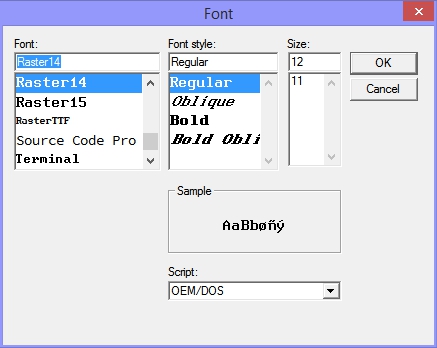 Font
Font:
Font style:
Size:
Raster14
Regular
12
OK
Raster14
Raster15
RasterTTF
Source Code Pro
Terminal
Regular
Oblique
Bold
Bold Obli
11
Cancel
Sample
AaBbøñý
Script:
OEM/DOS